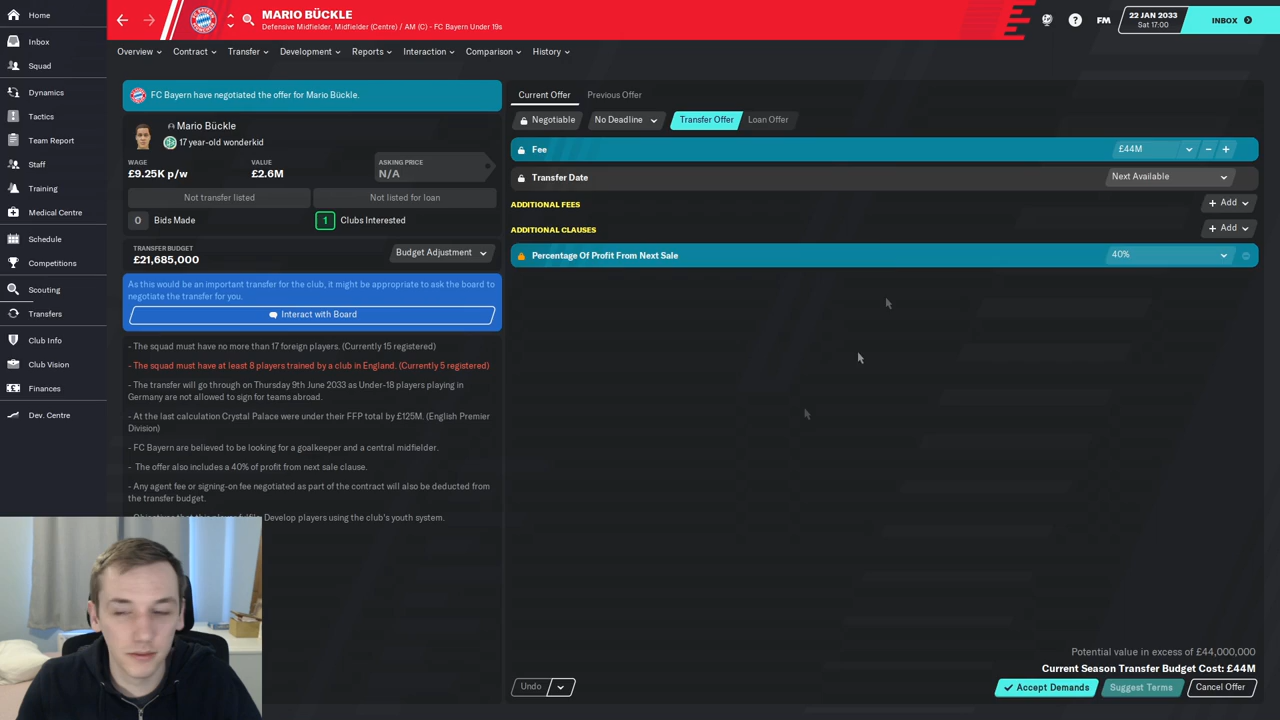 Home
Inbox
Squad
Dynamics
Tactics
Team Report
Staff
Training
Medical Centre
Schedule
Competitions
Scouting
Transfers
Club Info
Club Vision
Finances
Dev. Centre
MARIO BÜCKLE
Defensive Midfielder, Midfielder (Centre) / AM (C) - FC Bayern Under 19s
FM
22 JAN 2033
Sat 17:00
INBOX
Overview Contract Transfer Development Reports Interaction Comparison History
FC Bayern have negotiated the offer for Mario Bückle.
Mario Bückle
17 year-old wonderkid
WAGE VALUE ASKING PRICE
£9.25K p/w £2.6M N/A
Not transfer listed Not listed for loan
0 Bids Made 1 Clubs Interested
TRANSFER BUDGET
£21,685,000
Budget Adjustment
As this would be an important transfer for the club, it might be appropriate to ask the board to
negotiate the transfer for you.
Interact with Board
- The squad must have no more than 17 foreign players. (Currently 15 registered)
- The squad must have at least 8 players trained by a club in England. (Currently 5 registered)
- The transfer will go through on Thursday 9th June 2033 as Under-18 players playing in
Germany are not allowed to sign for teams abroad.
- At the last calculation Crystal Palace were under their FFP total by £125M. (English Premier
Division)
- FC Bayern are believed to be looking for a goalkeeper and a central midfielder.
- The offer also includes a 40% of profit from next sale clause.
- Any agent fee or signing-on fee negotiated as part of the contract will also be deducted from
the transfer budget.
Develop players using the club's youth system.
Current Offer Previous Offer
Negotiable No Deadline Transfer Offer Loan Offer
Fee £44M
Transfer Date Next Available
ADDITIONAL FEES + Add
ADDITIONAL CLAUSES + Add
Percentage Of Profit From Next Sale 40%
Potential value in excess of £44,000,000
Current Season Transfer Budget Cost: £44M
Undo Accept Demands Suggest Terms Cancel Offer